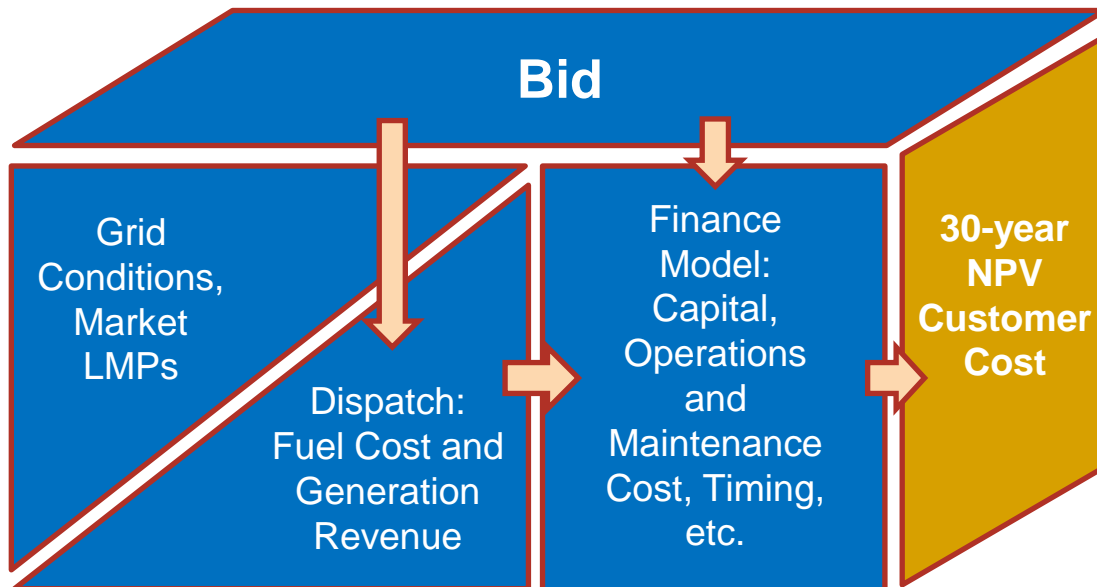 Bid
Grid
Conditions,
Market
LMPs
Dispatch:
Fuel Cost and
Generation
Revenue
Finance
Model:
Capital,
Operations
and
Maintenance
Cost, Timing,
etc.
30-year
NPV
Customer
Cost